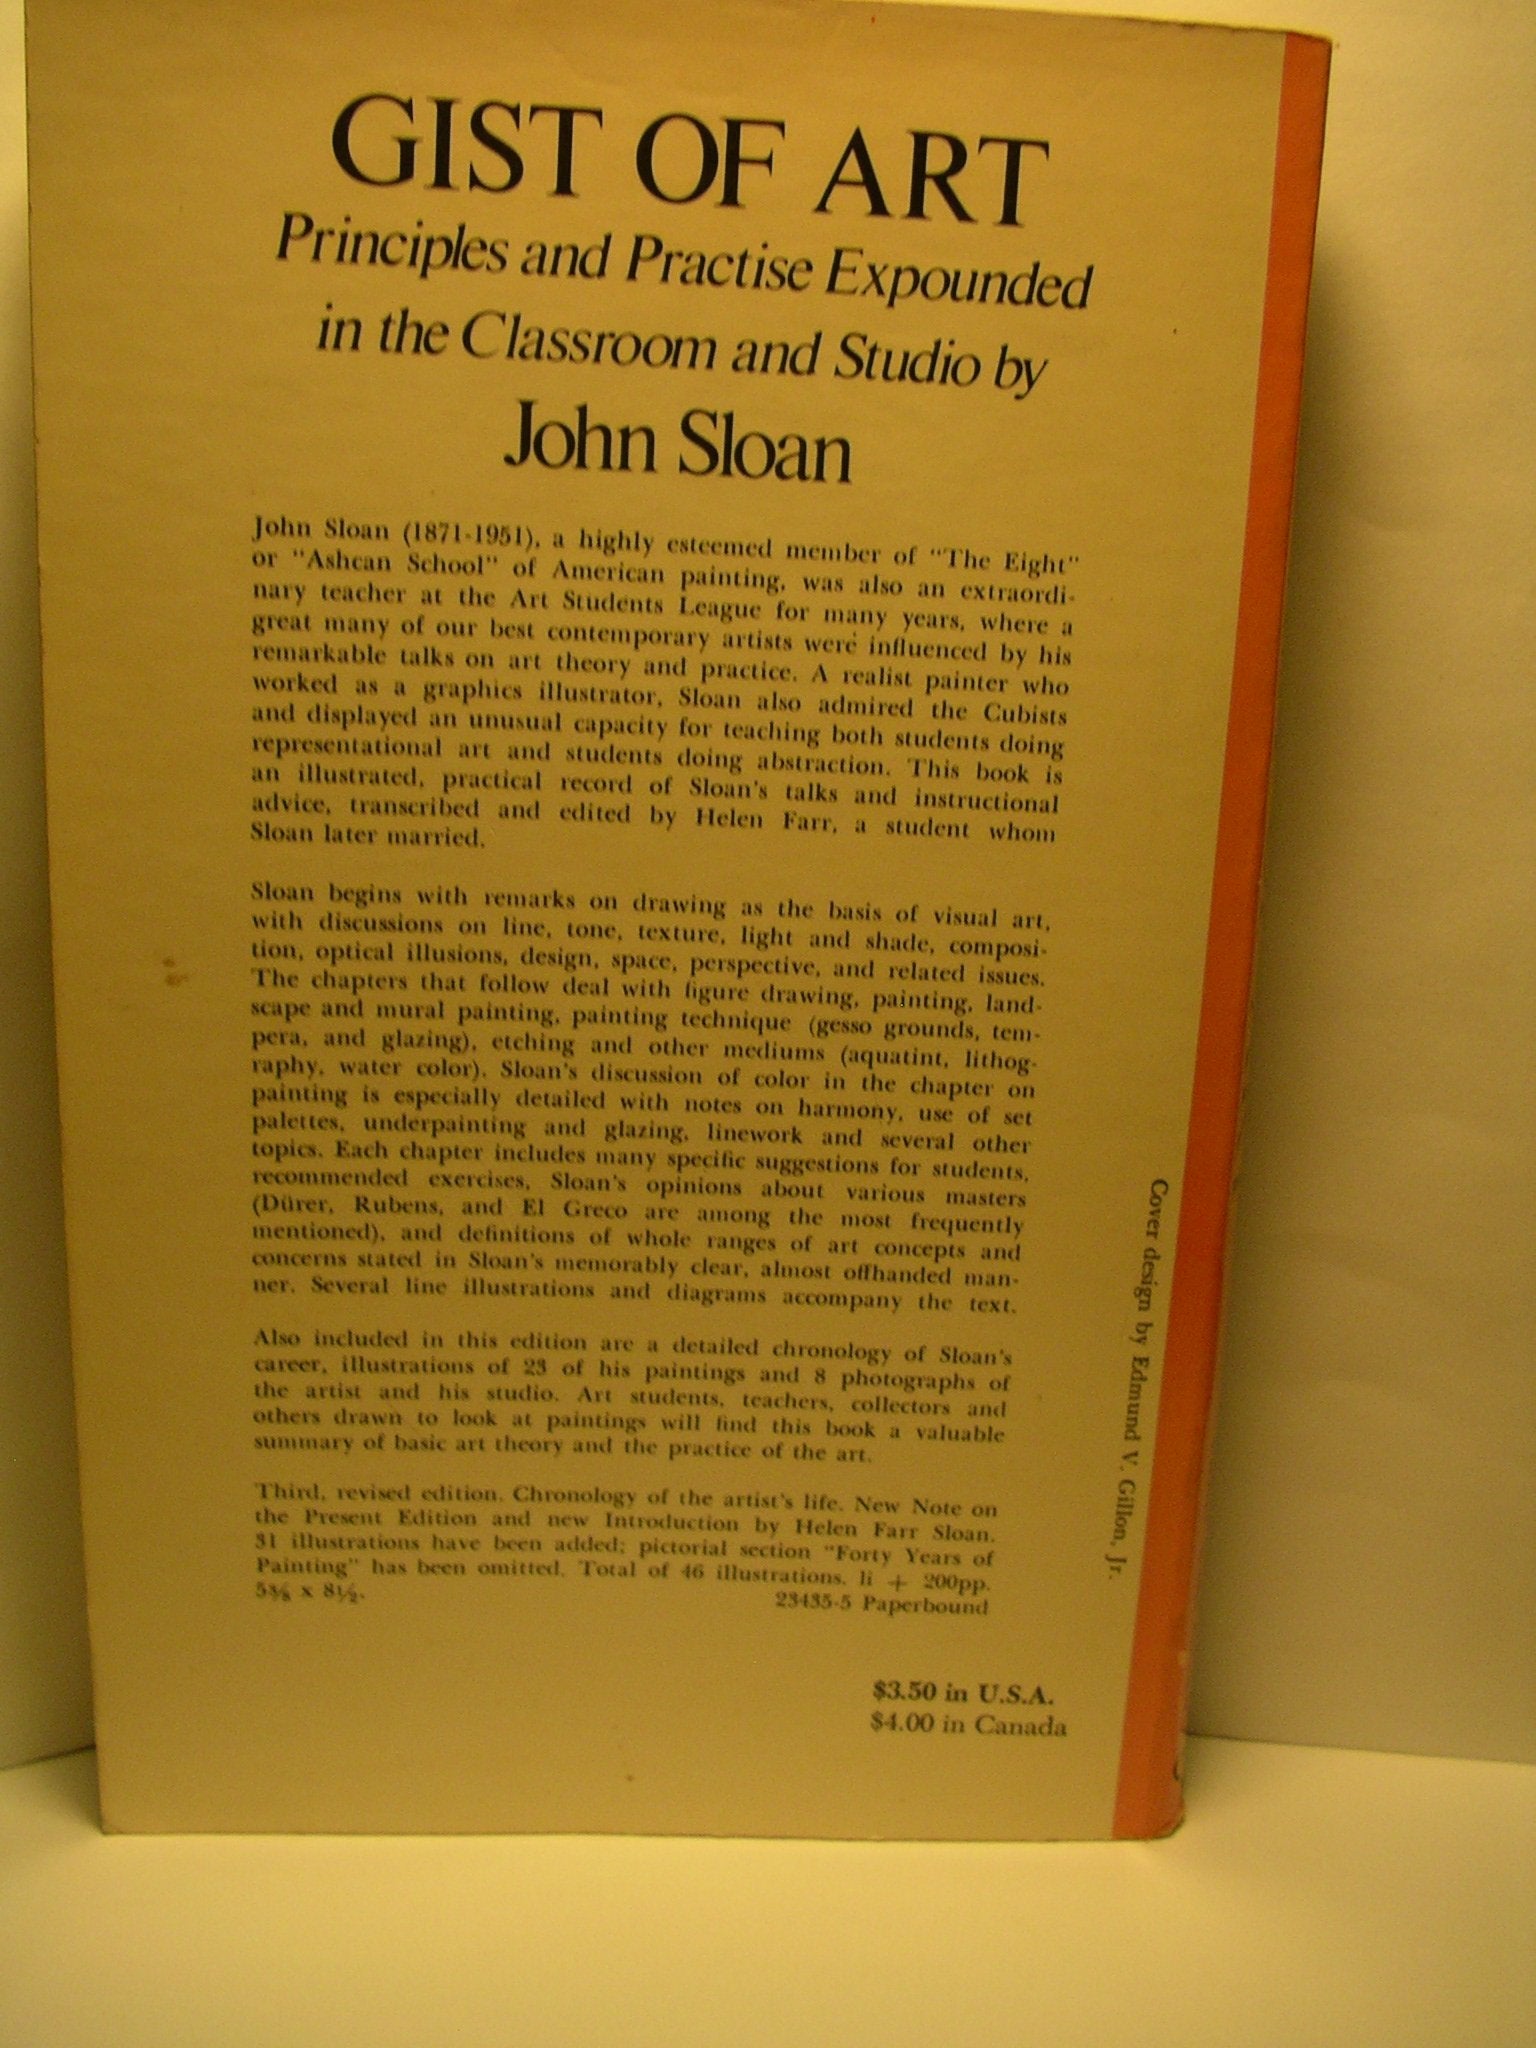 GIST OF ART
Principles and Practise Expounded
in the Classroom and Studio by
John Sloan
John Sloan (1871-1951), a highly esteemed member of "The Eight"
or "Ashcan School" of American painting, was also an extraordi-
nary teacher at the Art Students League for many years, where a
great many of our best contemporary artists were influenced by his
remarkable talks on art theory and practice. A realist painter who
worked as a graphics illustrator, Sloan also admired the Cubists
and displayed an unusual capacity for teaching both students doing
representational art and students doing abstraction. This book is
an illustrated, practical record of Sloan's talks and instructional
advice, transcribed and edited by Helen Farr, a student whom
Sloan later married.
Sloan begins with remarks on drawing as the basis of visual art,
with discussions on line, tone, texture, light and shade, composi-
tion, optical illusions, design, space, perspective, and related issues.
The chapters that follow deal with figure drawing, painting, land-
scape and mural painting, painting technique (gesso grounds, tem-
pera, and glazing), etching and other mediums (aquatint, lithog-
raphy, water color). Sloan's discussion of color in the chapter on
painting is especially detailed with notes on harmony, use of set
palettes, underpainting and glazing, linework and several other
topics. Each chapter includes many specific suggestions for students,
recommended exercises, Sloan's opinions about various masters
(Dürer, Rubens, and El Greco are among the most frequently
mentioned), and definitions of whole ranges of art concepts and
concerns stated in Sloan's memorably clear, almost offhanded man-
ner. Several line illustrations and diagrams accompany the text.
Also included in this edition are a detailed chronology of Sloan's
career, illustrations of 23 of his paintings and 8 photographs of
the artist and his studio. Art students, teachers, collectors and
others drawn to look at paintings will find this book a valuable
summary of basic art theory and the practice of the art.
Third, revised edition. Chronology of the artist's life. New Note on
the Present Edition and new Introduction by Helen Farr Sloan.
31 illustrations have been added; pictorial section "Forty Years of
Painting" has been omitted. Total of 46 illustrations. li + 200pp.
5⅜ x 8½. 23435-5 Paperbound
$3.50 in U.S.A.
$4.00 in Canada
Cover design by Edmund V. Gillon, Jr.